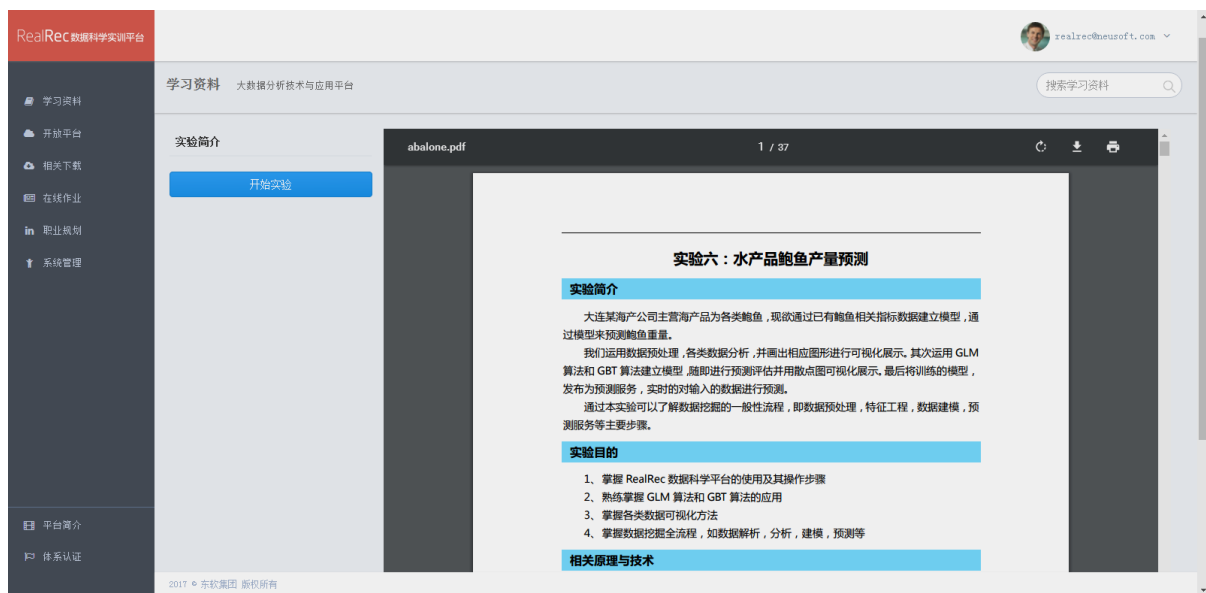 RealRec 数据科学实训平台
realrec@neusoft.com
学习资料 大数据分析技术与应用平台
搜索学习资料
学习资料
开放平台
相关下载
在线作业
in 职业规划
系统管理
平台简介
体系认证
实验简介
开始实验
abalone.pdf 1 / 37
实验六：水产品鲍鱼产量预测
实验简介
大连某海产公司主营海产品为各类鲍鱼，现欲通过已有鲍鱼相关指标数据建立模型，通
过模型来预测鲍鱼重量。
我们运用数据预处理，各类数据分析，并画出相应图形进行可视化展示。其次运用 GLM
算法和 GBT 算法建立模型，随即进行预测评估并用散点图可视化展示。最后将训练的模型，
发布为预测服务，实时的对输入的数据进行预测。
通过本实验可以了解数据挖掘的一般性流程，即数据预处理，特征工程，数据建模，预
测服务等主要步骤。
实验目的
1、 掌握 RealRec 数据科学平台的使用及其操作步骤
2、 熟练掌握 GLM 算法和 GBT 算法的应用
3、 掌握各类数据可视化方法
4、 掌握数据挖掘全流程，如数据解析，分析，建模，预测等
相关原理与技术
2017 © 东软集团 版权所有